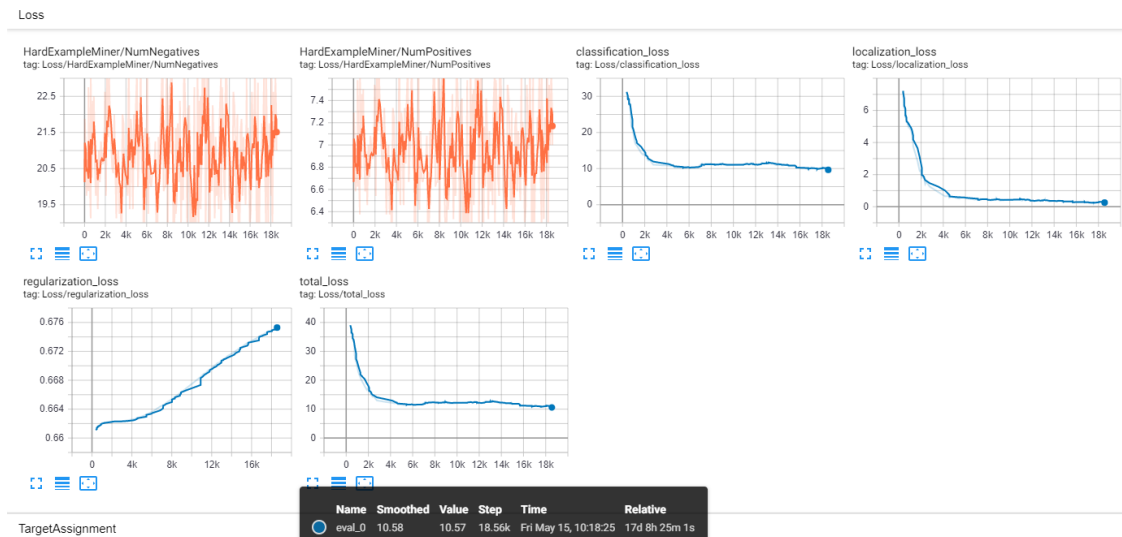 Loss
HardExampleMiner/NumNegatives
tag: Loss/HardExampleMiner/NumNegatives
22.5
21.5
20.5
19.5
0 2k 4k 6k 8k 10k 12k 14k 16k 18k
HardExampleMiner/NumPositives
tag: Loss/HardExampleMiner/NumPositives
7.4
7.2
7
6.8
6.6
6.4
0 2k 4k 6k 8k 10k 12k 14k 16k 18k
classification_loss
tag: Loss/classification_loss
30
20
10
0
0 2k 4k 6k 8k 10k 12k 14k 16k 18k
localization_loss
tag: Loss/localization_loss
6
4
2
0
0 2k 4k 6k 8k 10k 12k 14k 16k 18k
regularization_loss
tag: Loss/regularization_loss
0.676
0.672
0.668
0.664
0.66
0 4k 8k 12k 16k
total_loss
tag: Loss/total_loss
40
30
20
10
0
0 2k 4k 6k 8k 10k 12k 14k 16k 18k
Name Smoothed Value Step Time Relative
eval_0 10.58 10.57 18.56k Fri May 15, 10:18:25 17d 8h 25m 1s
TargetAssignment